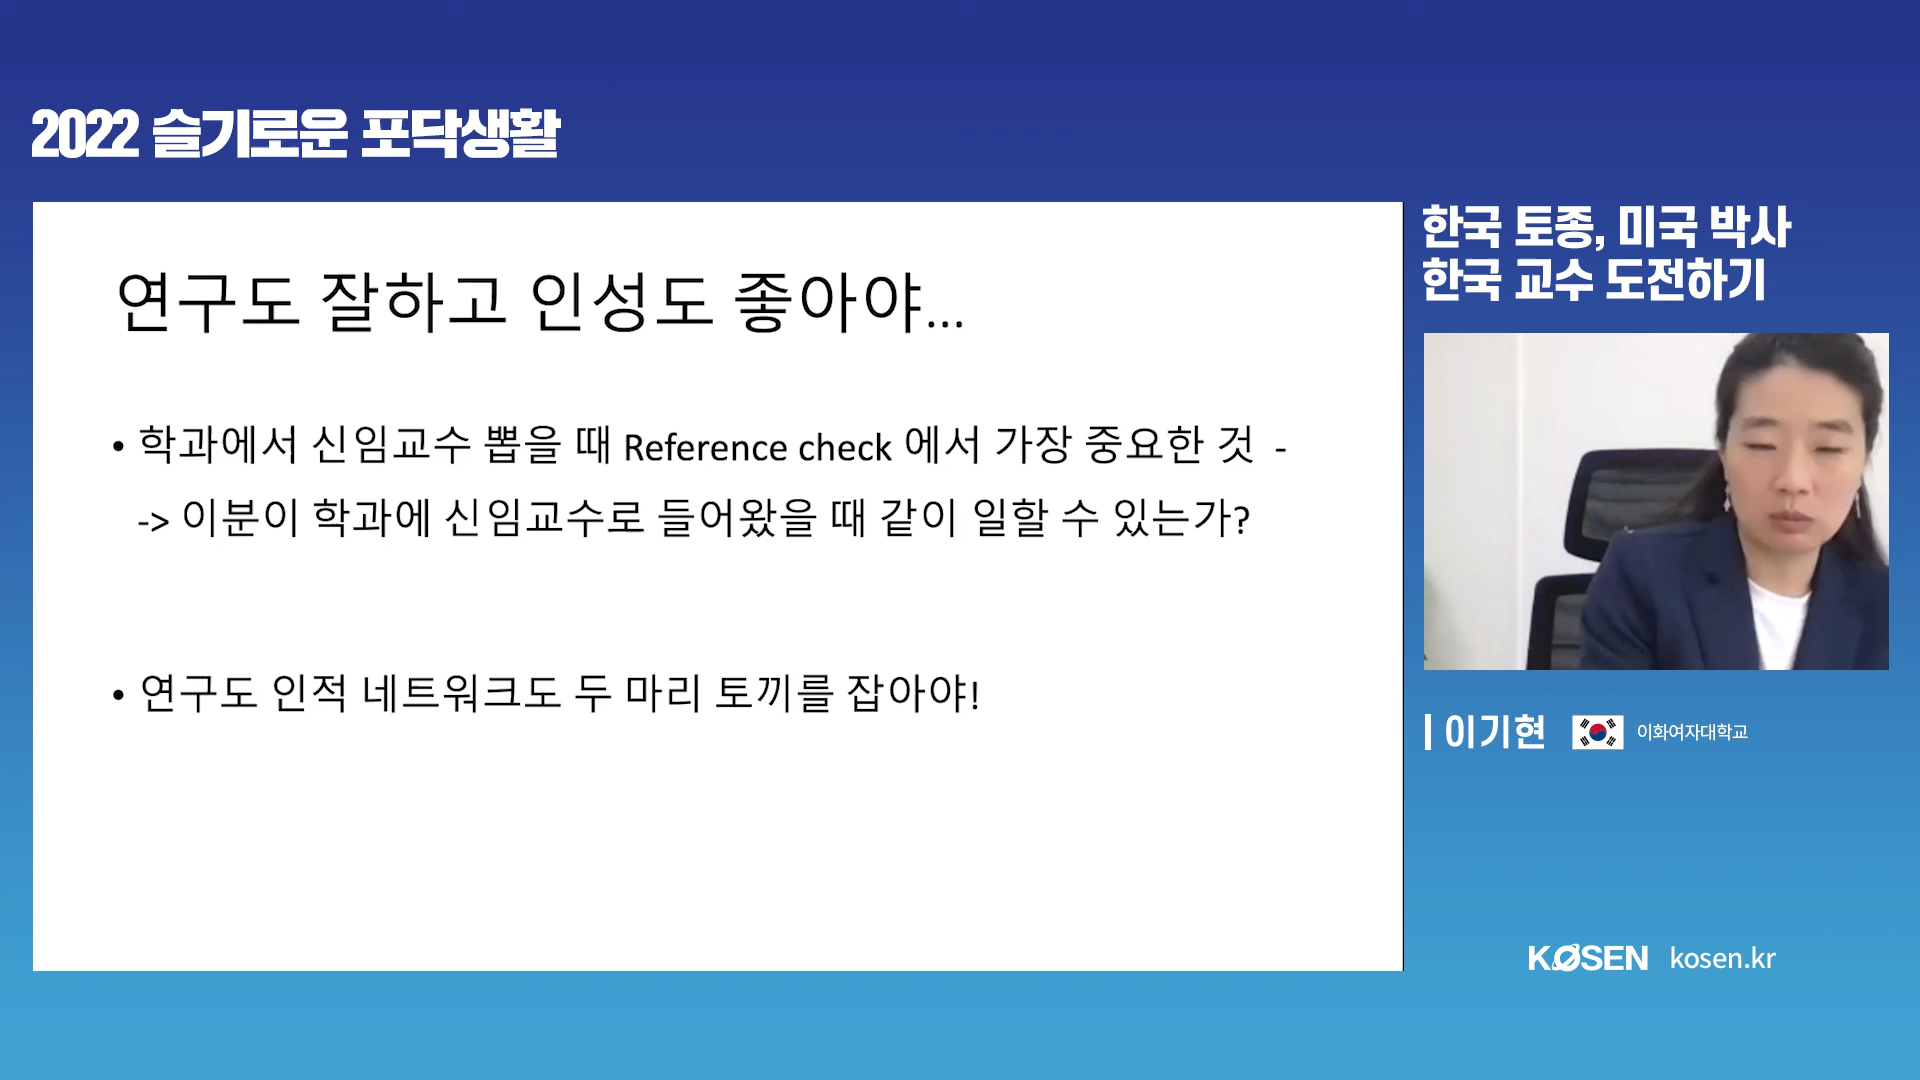 2022 슬기로운 포닥생활
연구도 잘하고 인성도 좋아야...
• 학과에서 신임교수 뽑을 때 Reference check 에서 가장 중요한 것 -
-> 이분이 학과에 신임교수로 들어왔을 때 같이 일할 수 있는가?
• 연구도 인적 네트워크도 두 마리 토끼를 잡아야!
한국 토종, 미국 박사
한국 교수 도전하기
이기현 이화여자대학교
KOSEN kosen.kr